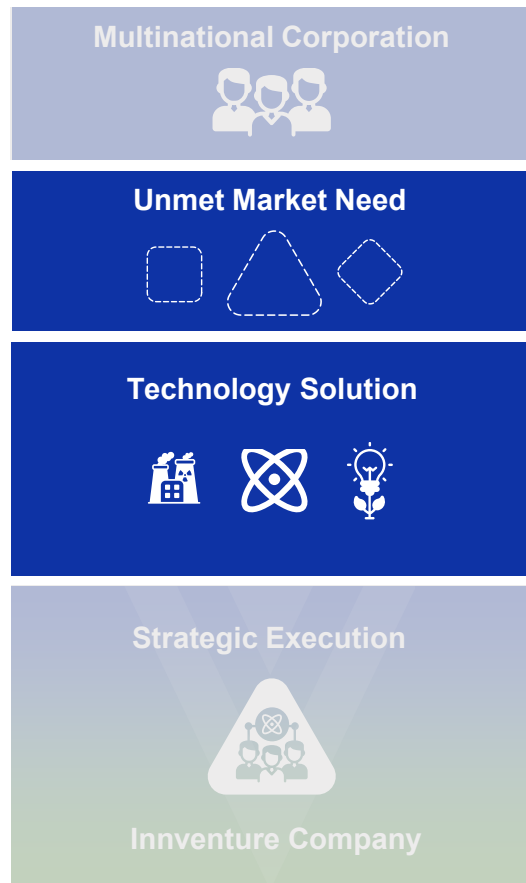 Multinational Corporation
Unmet Market Need
Technology Solution
Strategic Execution
Innventure Company